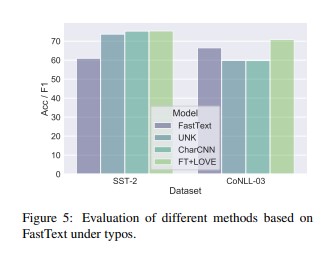 70
60
50
40
30
20
10
0
Acc / F1
Model
FastText
UNK
CharCNN
FT+LOVE
SST-2
CoNLL-03
Dataset
Figure 5: Evaluation of different methods based on
FastText under typos.